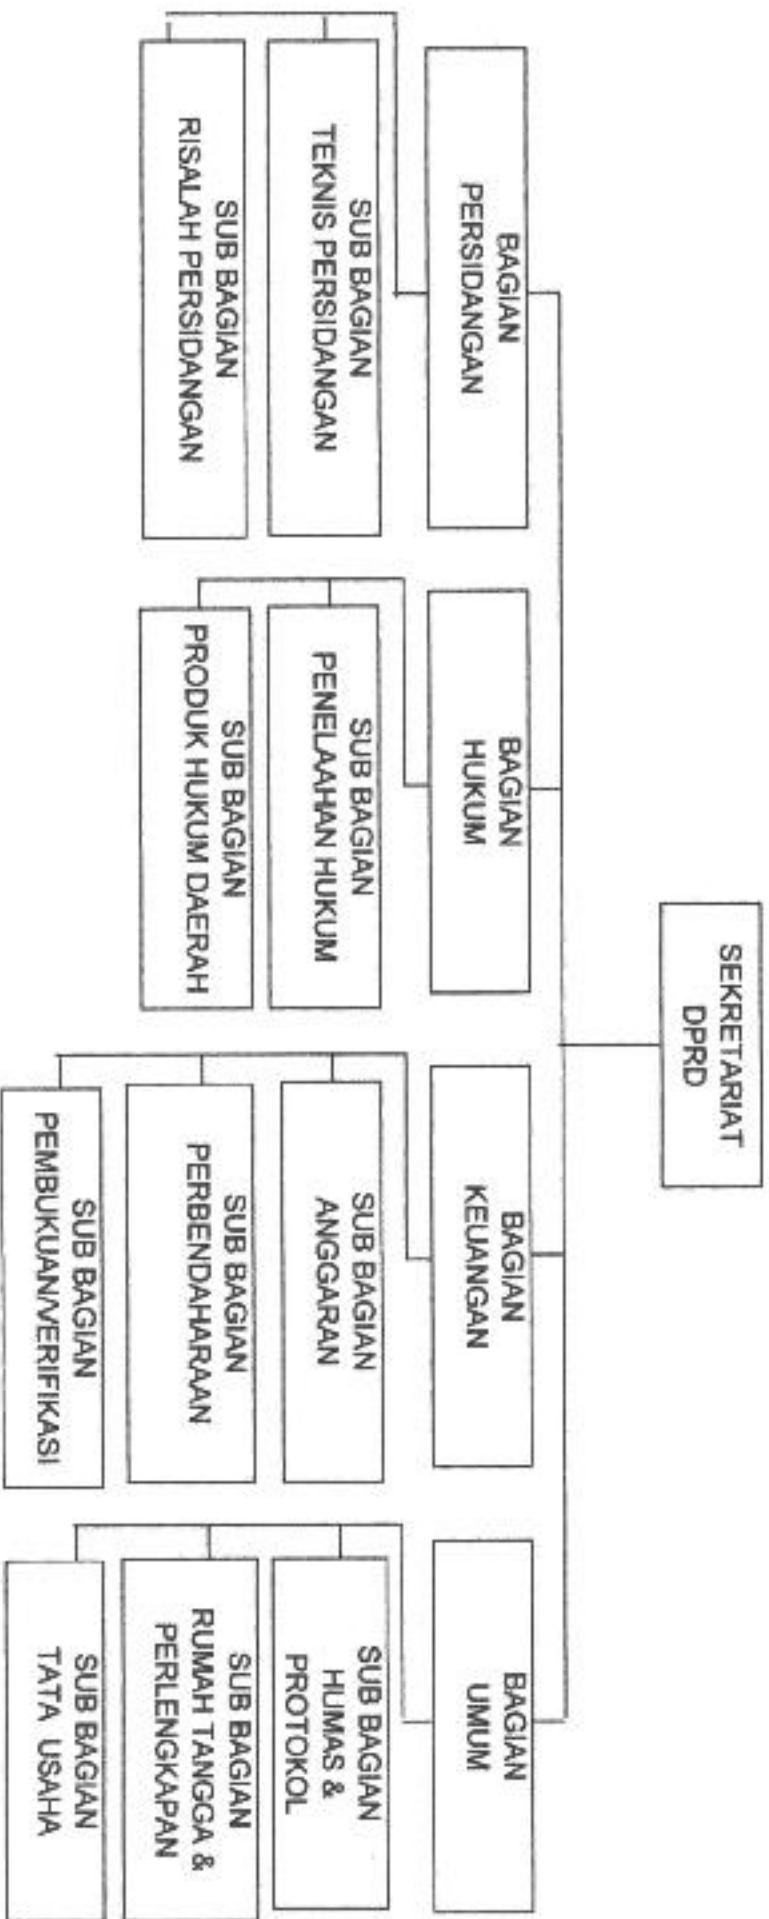 SEKRETARIAT
DPRD
BAGIAN
PERSIDANGAN
SUB BAGIAN
TEKNIS PERSIDANGAN
SUB BAGIAN
RISALAH PERSIDANGAN
BAGIAN
HUKUM
SUB BAGIAN
PENELAAHAN HUKUM
SUB BAGIAN
PRODUK HUKUM DAERAH
BAGIAN
KEUANGAN
SUB BAGIAN
ANGGARAN
SUB BAGIAN
PERBENDAHARAAN
SUB BAGIAN
PEMBUKUAN/VERIFIKASI
BAGIAN
UMUM
SUB BAGIAN
HUMAS &
PROTOKOL
SUB BAGIAN
RUMAH TANGGA &
PERLENGKAPAN
SUB BAGIAN
TATA USAHA